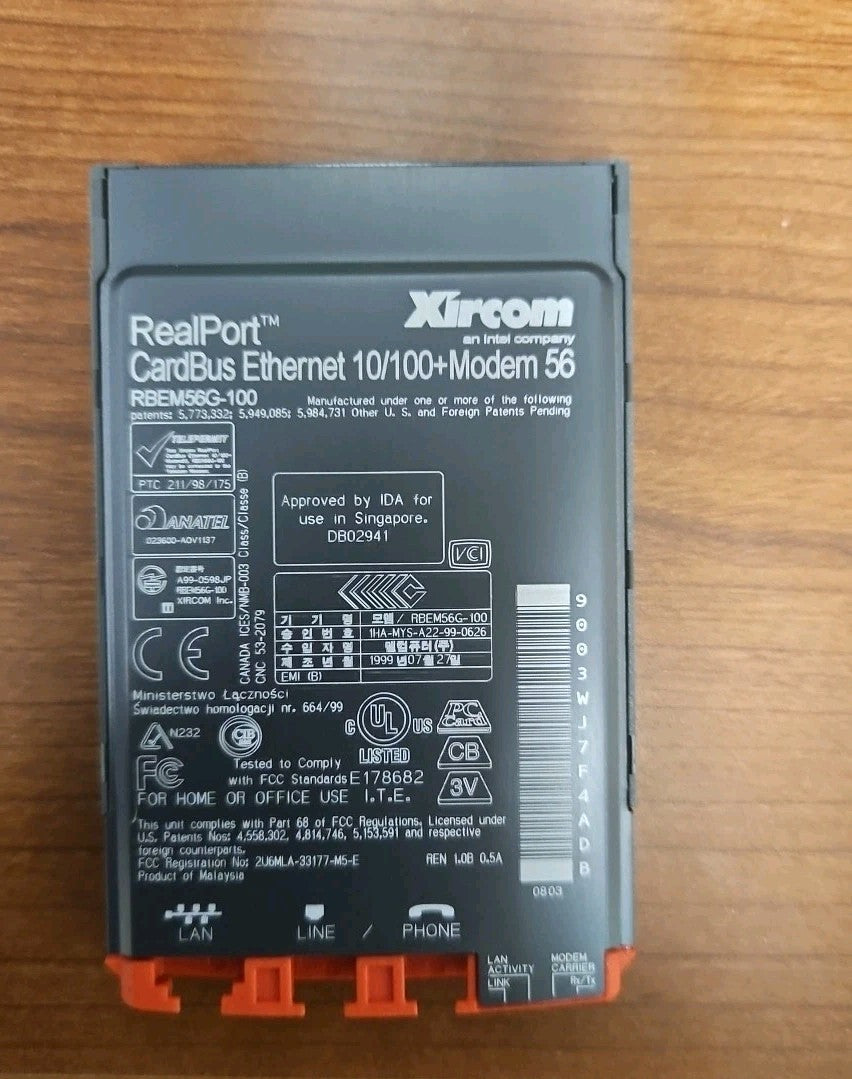 Xircom
an Intel company
RealPort™
CardBus Ethernet 10/100+Modem 56
RBEM56G-100
Manufactured under one or more of the following
patents: 5,773,332; 5,949,085; 5,984,731 Other U. S. and Foreign Patents Pending
TELEPERMIT
PTC 211/98/175
ANATEL
023600-AOV1137
A99-0598JP
RBEM56G-100
XIRCOM Inc.
CE
CANADA ICES/NMB-003 Class/Classe (B)
CNC 53-2079
Approved by IDA for
use in Singapore.
DB02941
VCI
기 기 명 모델/ RBEM56G-100
승 인 번 호 1HA-MYS-A22-99-0626
수 입 자 명
제 조 년 월 1999 년07 월 27일
EMI (B)
Ministerstwo Łączności
Świadectwo homologacji nr. 664/99
N232
CIB
C UL US
LISTED
E178682
PC
Card
CB
3V
FC
Tested to Comply
with FCC Standards
FOR HOME OR OFFICE USE I.T.E.
This unit complies with Part 68 of FCC Regulations. Licensed under
U.S. Patents Nos: 4,558,302, 4,814,746, 5,153,591 and respective
foreign counterparts.
FCC Registration No: 2U6MLA-33177-M5-E REN 1.0B 0.5A
Product of Malaysia
9003WJ7F4ADB
0803
LAN
LINE / PHONE
LAN
ACTIVITY
LINK
MODEM
CARRIER
Rx/Tx